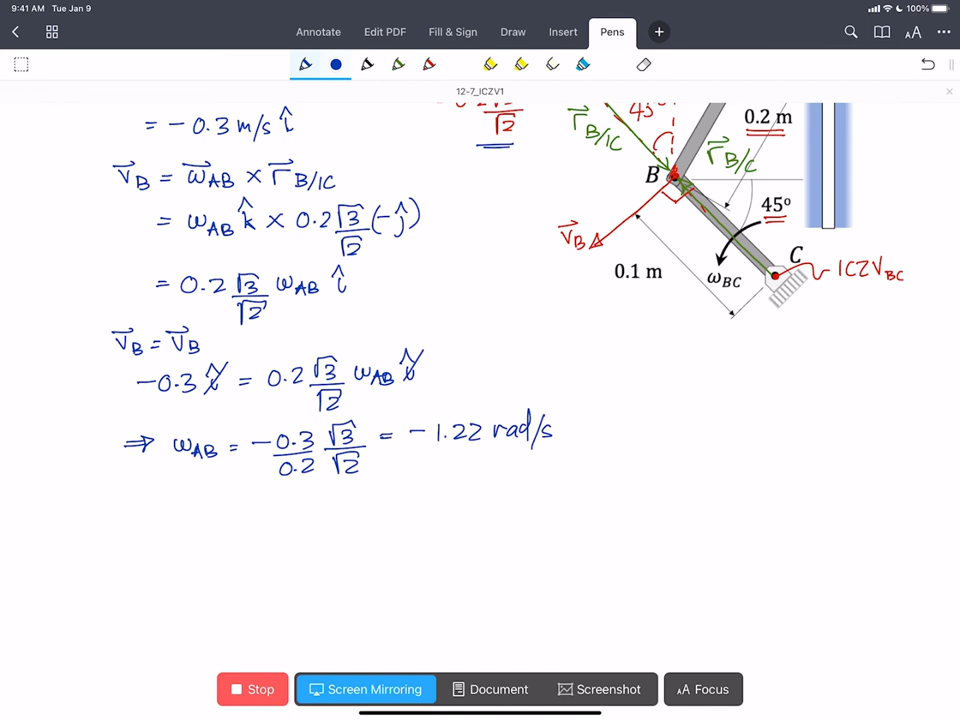 9:41 AM Tue Jan 9
100%
Annotate Edit PDF Fill & Sign Draw Insert Pens
AA
12-7_ICZV1
= -0.3 m/s î
√2
45°
r⃗B/IC
0.2 m
r⃗B/C
v⃗B = ω⃗AB × r⃗B/IC
B
= ωAB k̂ × 0.2 √3/√2 (-ĵ)
45°
v⃗B
= 0.2 √3/√2 ωAB î
0.1 m
ωBC
C
ICZVBC
v⃗B = v⃗B
-0.3 î = 0.2 √3/√2 ωAB î
⇒ ωAB = -0.3/0.2 √3/√2 = -1.22 rad/s
Stop Screen Mirroring Document Screenshot AA Focus